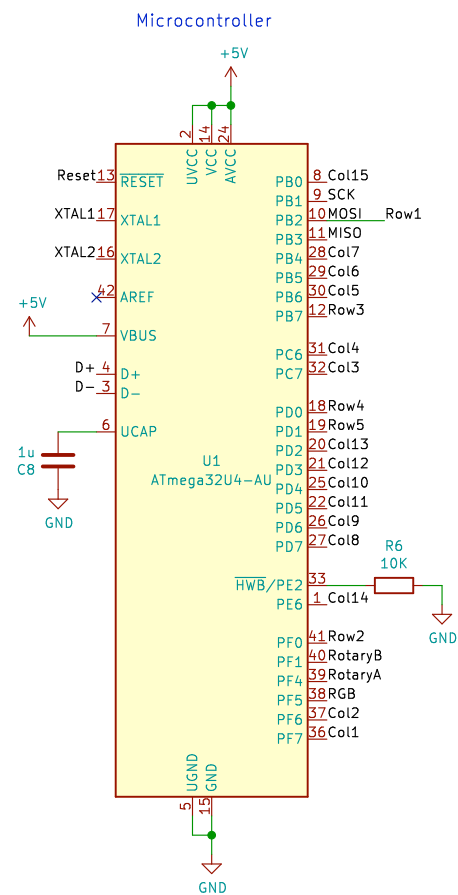 Microcontroller
+5V
2 14 24
UVCC VCC AVCC
Reset 13 RESET PB0 8 Col15
PB1 9 SCK
XTAL1 17 XTAL1 PB2 10 MOSI Row1
PB3 11 MISO
XTAL2 16 XTAL2 PB4 28 Col7
PB5 29 Col6
42 AREF PB6 30 Col5
+5V PB7 12 Row3
7 VBUS
PC6 31 Col4
D+ 4 D+ PC7 32 Col3
D- 3 D-
PD0 18 Row4
6 UCAP PD1 19 Row5
1u PD2 20 Col13
C8 U1 PD3 21 Col12
ATmega32U4-AU PD4 25 Col10
PD5 22 Col11
GND PD6 26 Col9
PD7 27 Col8
R6
10K
HWB/PE2 33
PE6 1 Col14
GND
PF0 41 Row2
PF1 40 RotaryB
PF4 39 RotaryA
PF5 38 RGB
PF6 37 Col2
PF7 36 Col1
UGND GND
5 15
GND